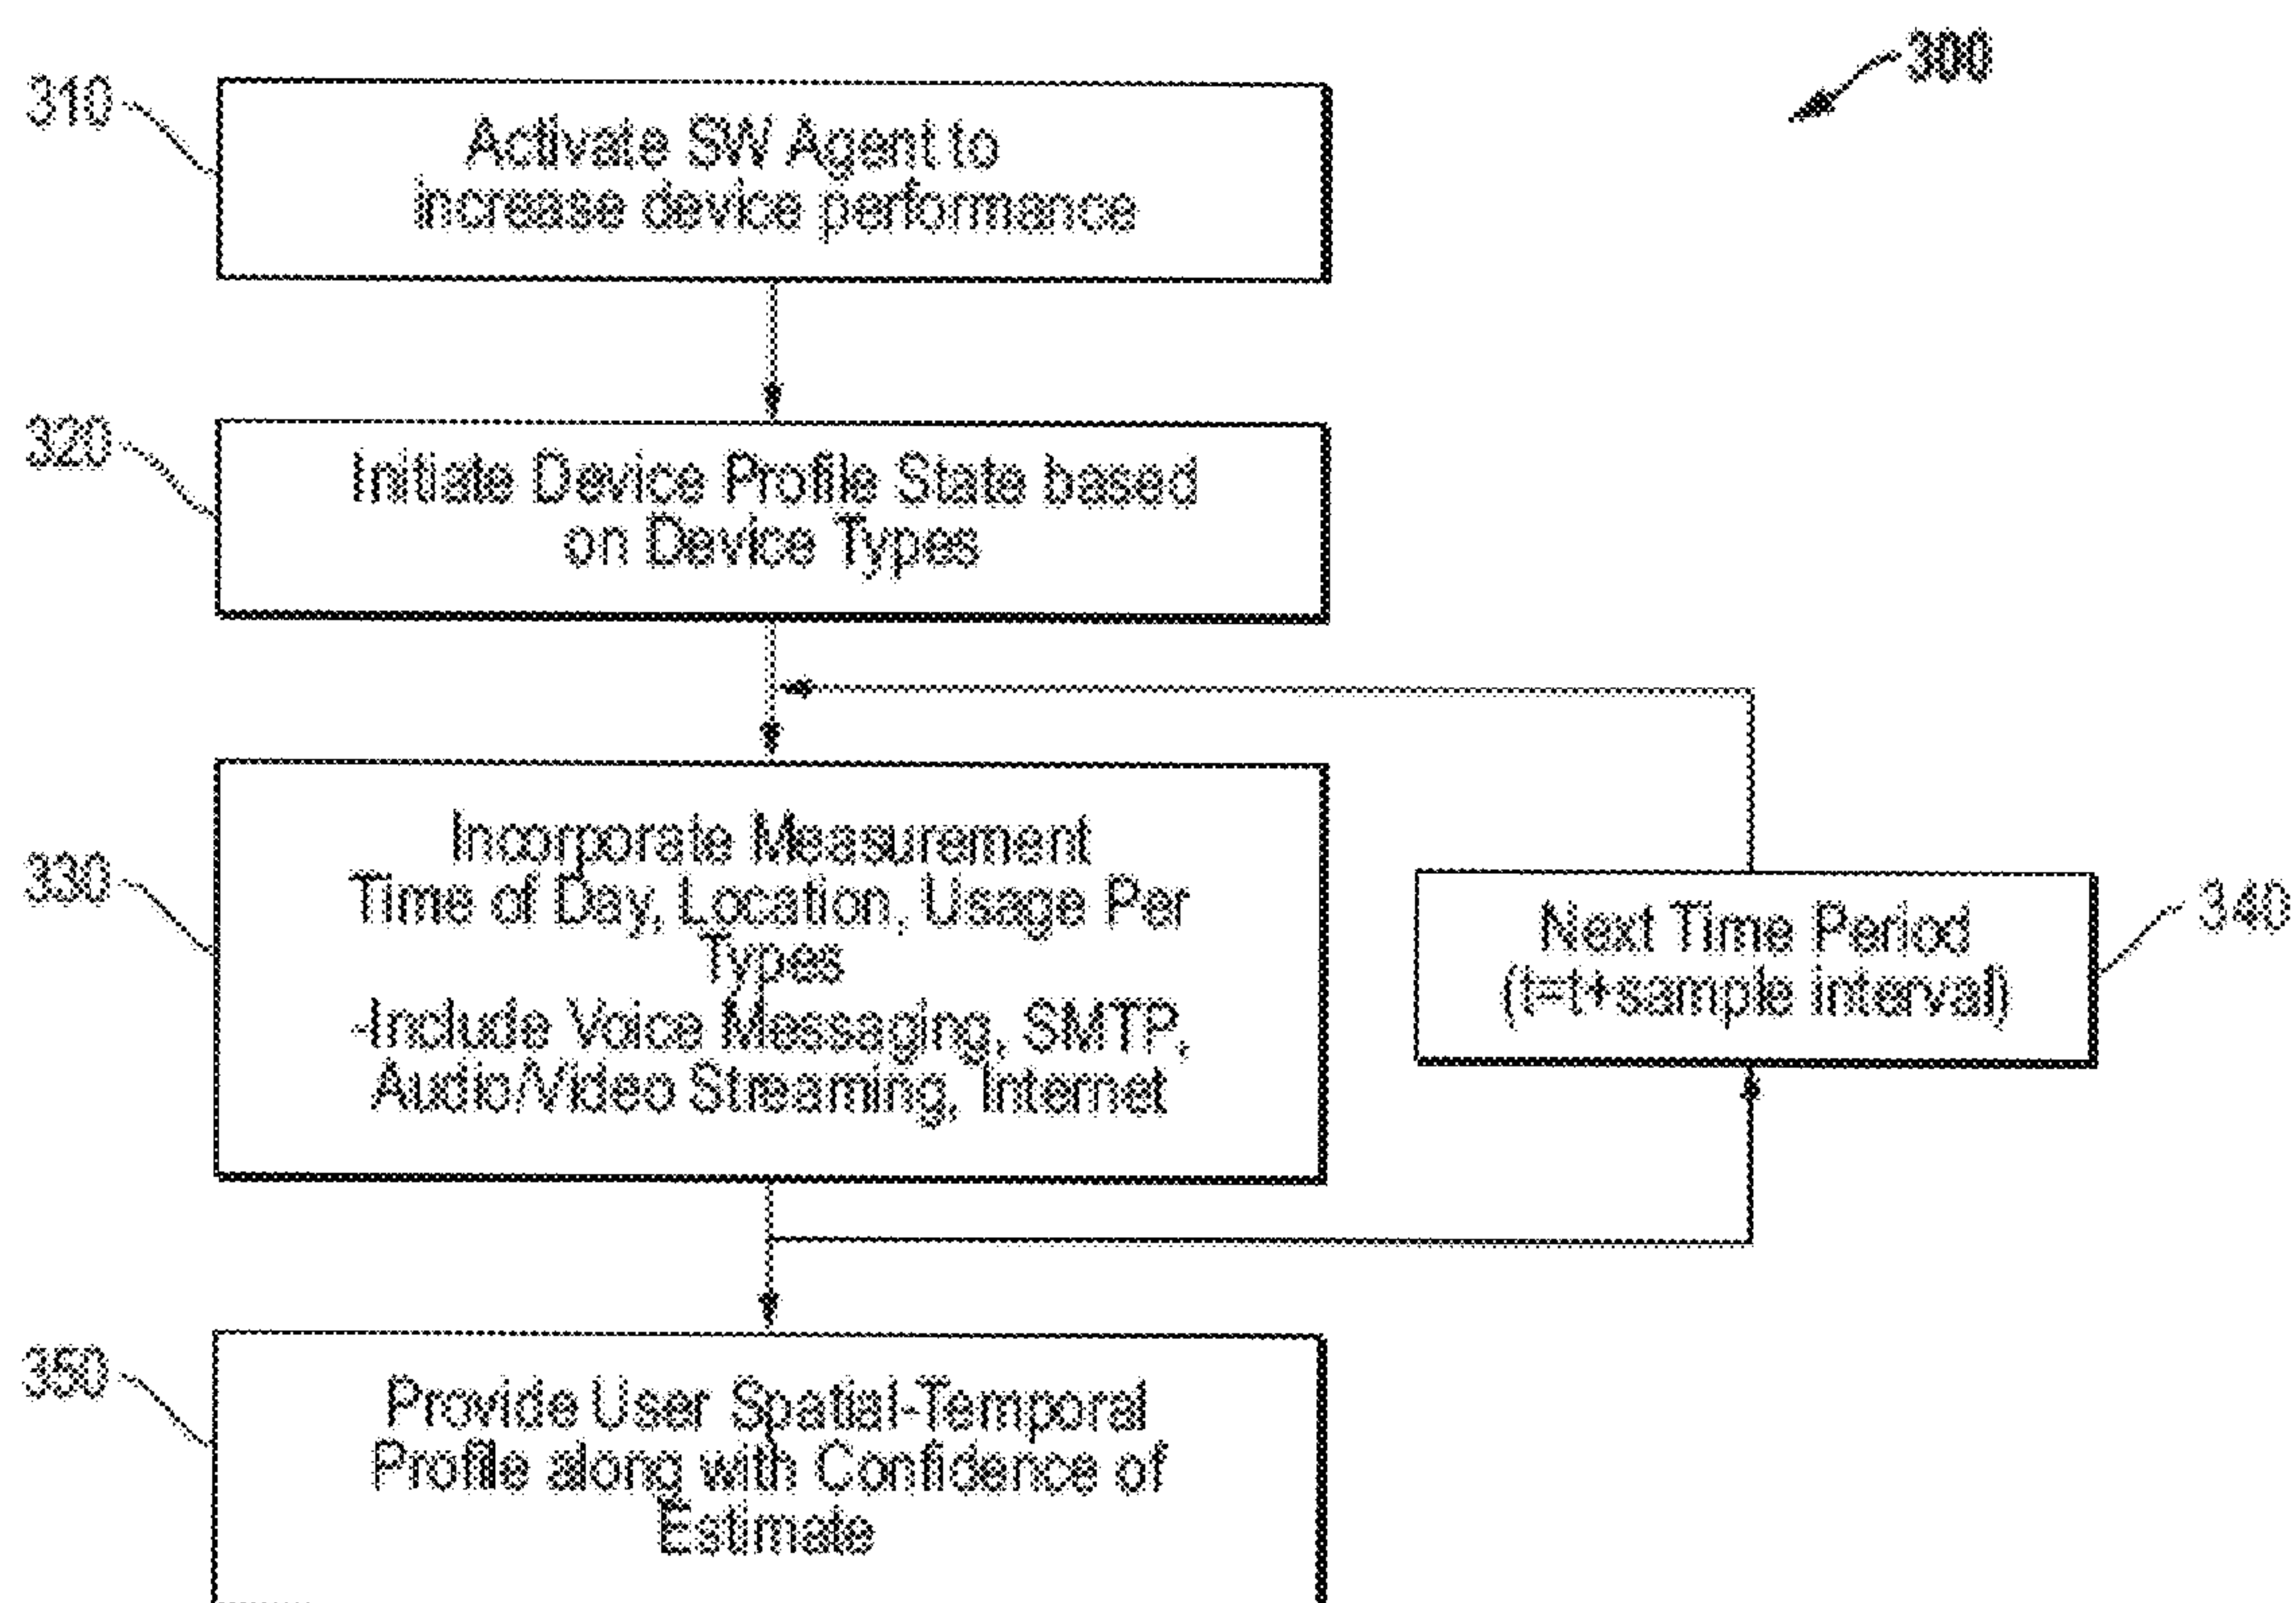 300
310
Activate SW Agent to
increase device performance
320
Initiate Device Profile State based
on Device Types
330
Incorporate Measurement
Time of Day, Location, Usage Per
Types
-Include Voice Messaging, SMTP,
Audio/Video Streaming, Internet
Next Time Period
(t=t+sample interval)
340
350
Provide User Spatial-Temporal
Profile along with Confidence of
Estimate